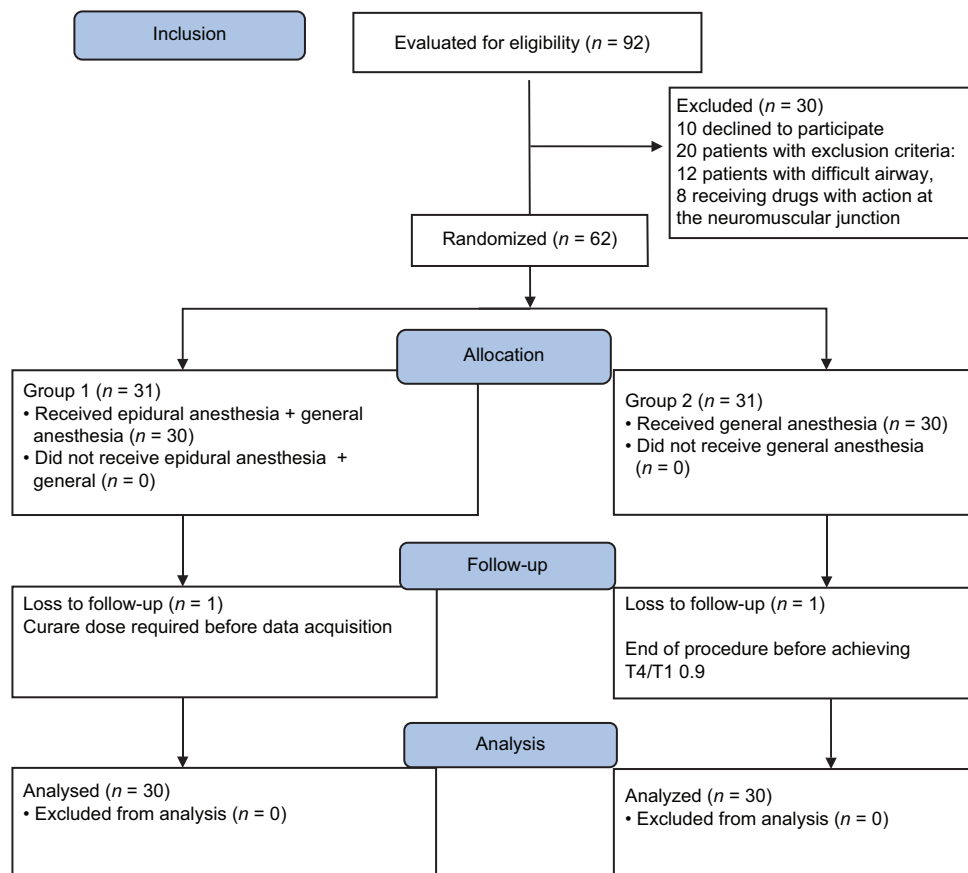 Inclusion
Evaluated for eligibility (n = 92)
Excluded (n = 30)
10 declined to participate
20 patients with exclusion criteria:
12 patients with difficult airway,
8 receiving drugs with action at
the neuromuscular junction
Randomized (n = 62)
Allocation
Group 1 (n = 31)
• Received epidural anesthesia + general
anesthesia (n = 30)
• Did not receive epidural anesthesia +
general (n = 0)
Group 2 (n = 31)
• Received general anesthesia (n = 30)
• Did not receive general anesthesia
(n = 0)
Follow-up
Loss to follow-up (n = 1)
Curare dose required before data acquisition
Loss to follow-up (n = 1)
End of procedure before achieving
T4/T1 0.9
Analysis
Analysed (n = 30)
• Excluded from analysis (n = 0)
Analyzed (n = 30)
• Excluded from analysis (n = 0)